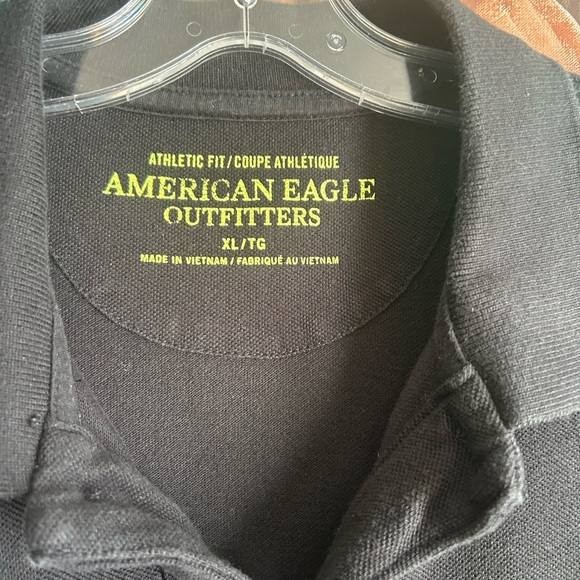 ATHLETIC FIT/COUPE ATHLÉTIQUE
AMERICAN EAGLE
OUTFITTERS
XL/TG
MADE IN VIETNAM / FABRIQUÉ AU VIETNAM